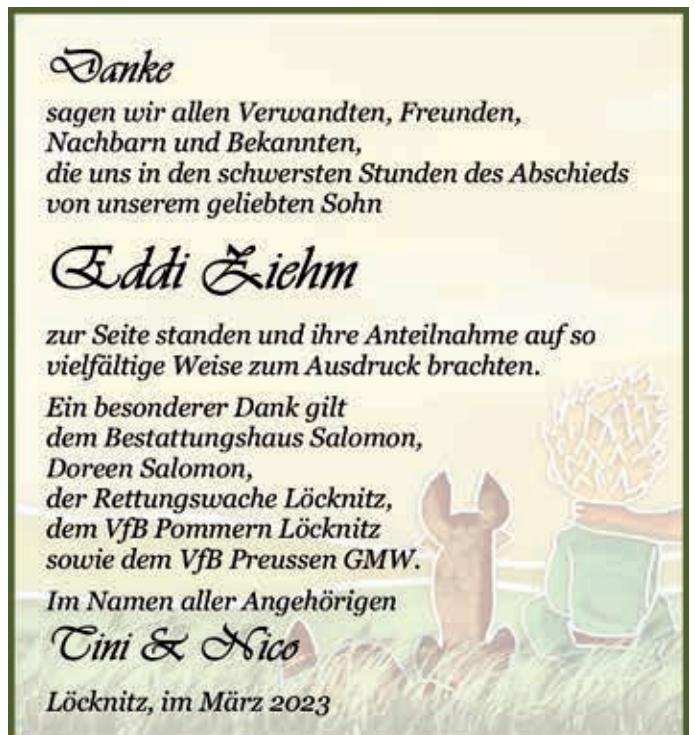 Danke
sagen wir allen Verwandten, Freunden,
Nachbarn und Bekannten,
die uns in den schwersten Stunden des Abschieds
von unserem geliebten Sohn
Eddi Ziehm
zur Seite standen und ihre Anteilnahme auf so
vielfältige Weise zum Ausdruck brachten.
Ein besonderer Dank gilt
dem Bestattungshaus Salomon,
Doreen Salomon,
der Rettungswache Löcknitz,
dem VfB Pommern Löcknitz
sowie dem VfB Preussen GMW.
Im Namen aller Angehörigen
Tini & Nico
Löcknitz, im März 2023